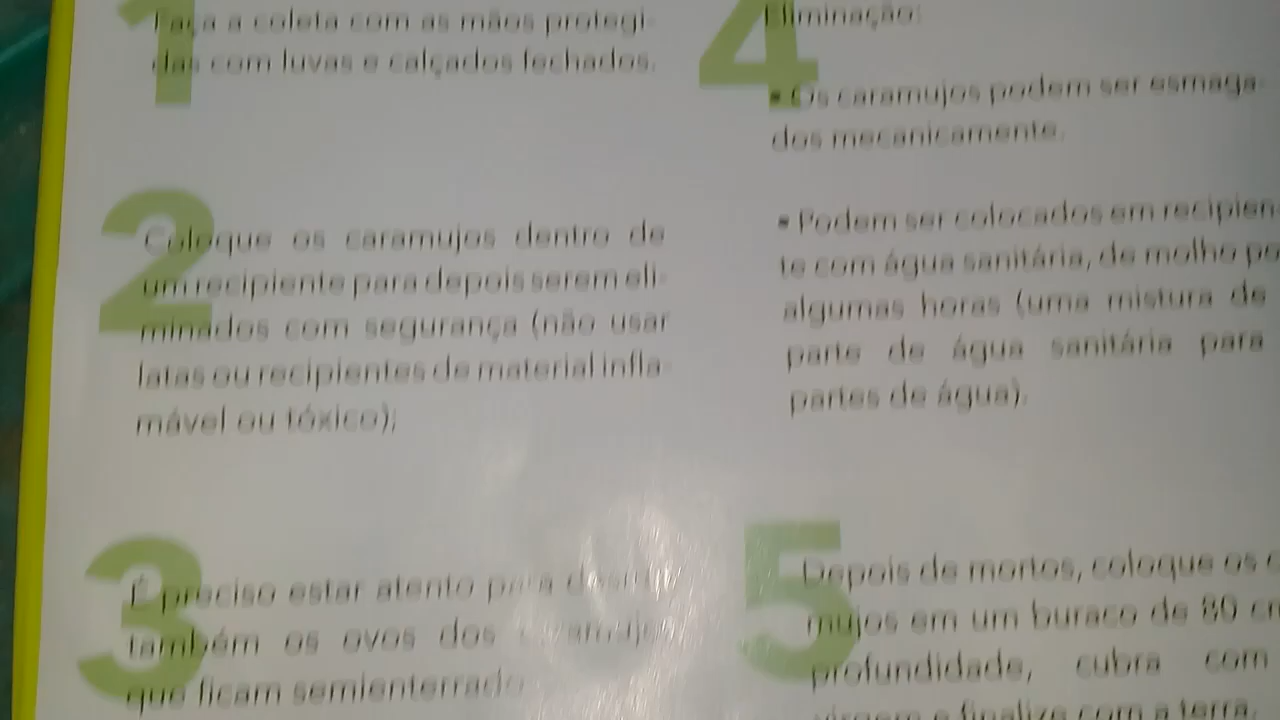 1
Faça a coleta com as mãos protegi-
das com luvas e calçados fechados.
2
Coloque os caramujos dentro de
um recipiente para depois serem eli-
minados com segurança (não usar
latas ou recipientes de material infla-
mável ou tóxico);
3
É preciso estar atento para
também os ovos dos caramujos
que ficam semienterrado
4
Eliminação:
• Os caramujos podem ser esmaga-
dos mecanicamente.
• Podem ser colocados em recipien
te com água sanitária, de molho po
algumas horas (uma mistura de
parte de água sanitária para
partes de água).
5
Depois de mortos, coloque os c
mujos em um buraco de 80 cm
profundidade, cubra com
virgem e finalize com a terra.